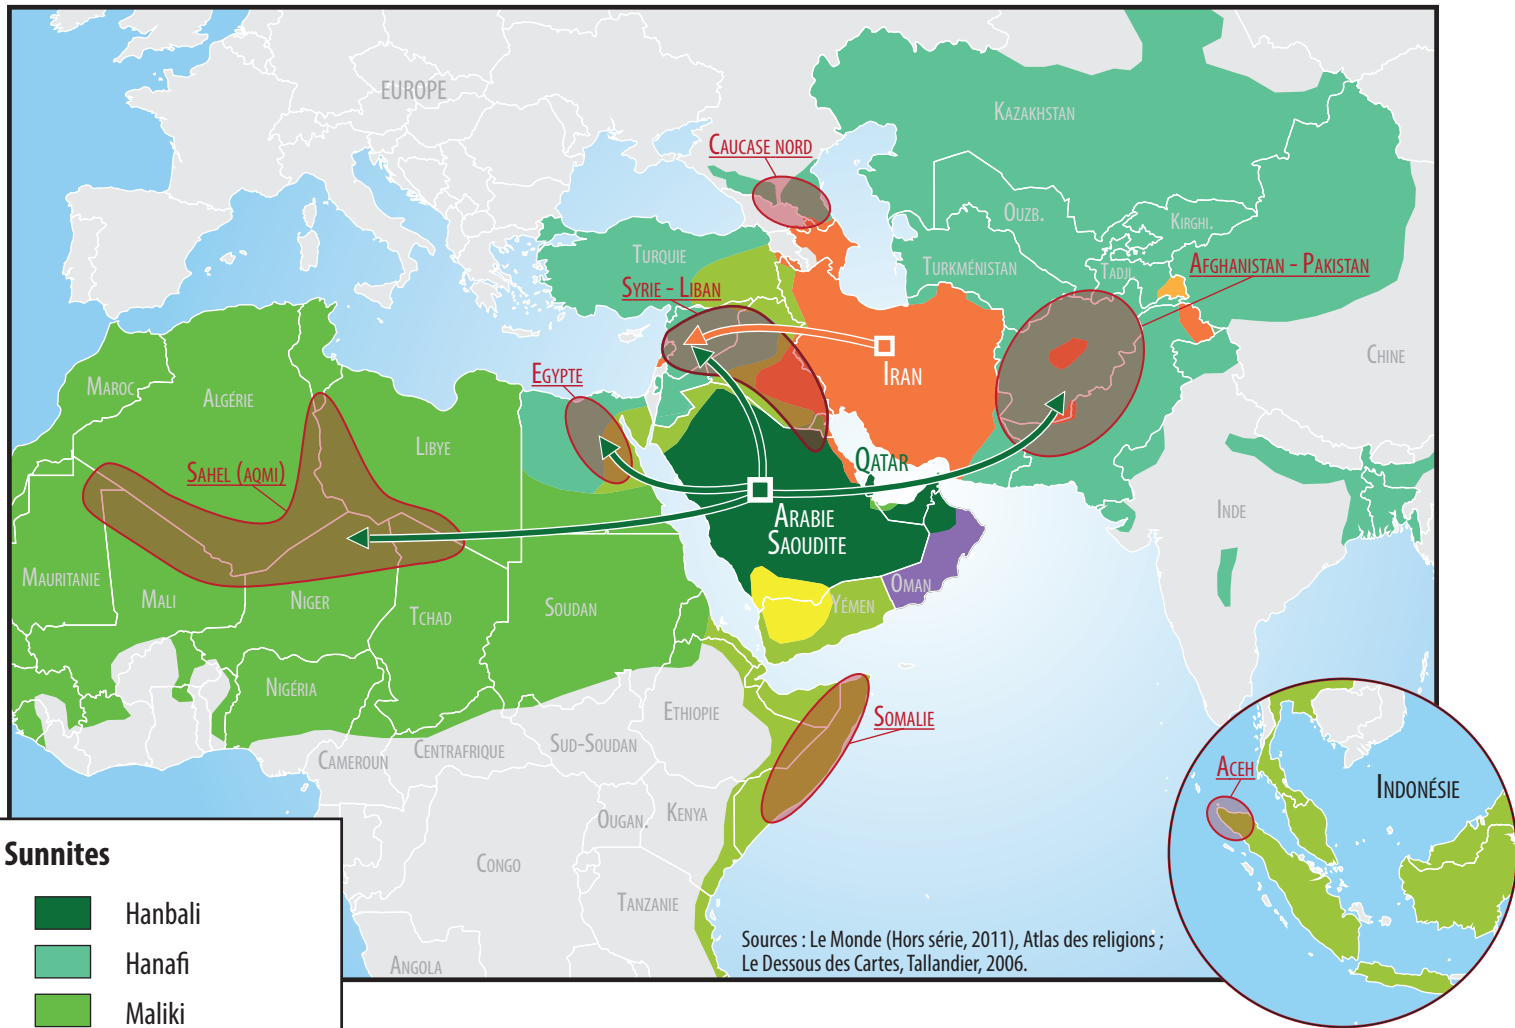 EUROPE
KAZAKHSTAN
CAUCASE NORD
OUZB.
KIRGHI.
TURQUIE
TURKMÉNISTAN
TADJ.
AFGHANISTAN - PAKISTAN
SYRIE - LIBAN
CHINE
IRAN
EGYPTE
MAROC
ALGÉRIE
LIBYE
QATAR
SAHEL (AQMI)
INDE
ARABIE
SAOUDITE
MAURITANIE
MALI
NIGER
TCHAD
SOUDAN
YÉMEN
OMAN
NIGÉRIA
ETHIOPIE
SOMALIE
CAMEROUN
CENTRAFRIQUE
SUD-SOUDAN
ACEH
INDONÉSIE
OUGAN.
KENYA
CONGO
TANZANIE
ANGOLA
Sources : Le Monde (Hors série, 2011), Atlas des religions ;
Le Dessous des Cartes, Tallandier, 2006.
Sunnites
Hanbali
Hanafi
Maliki